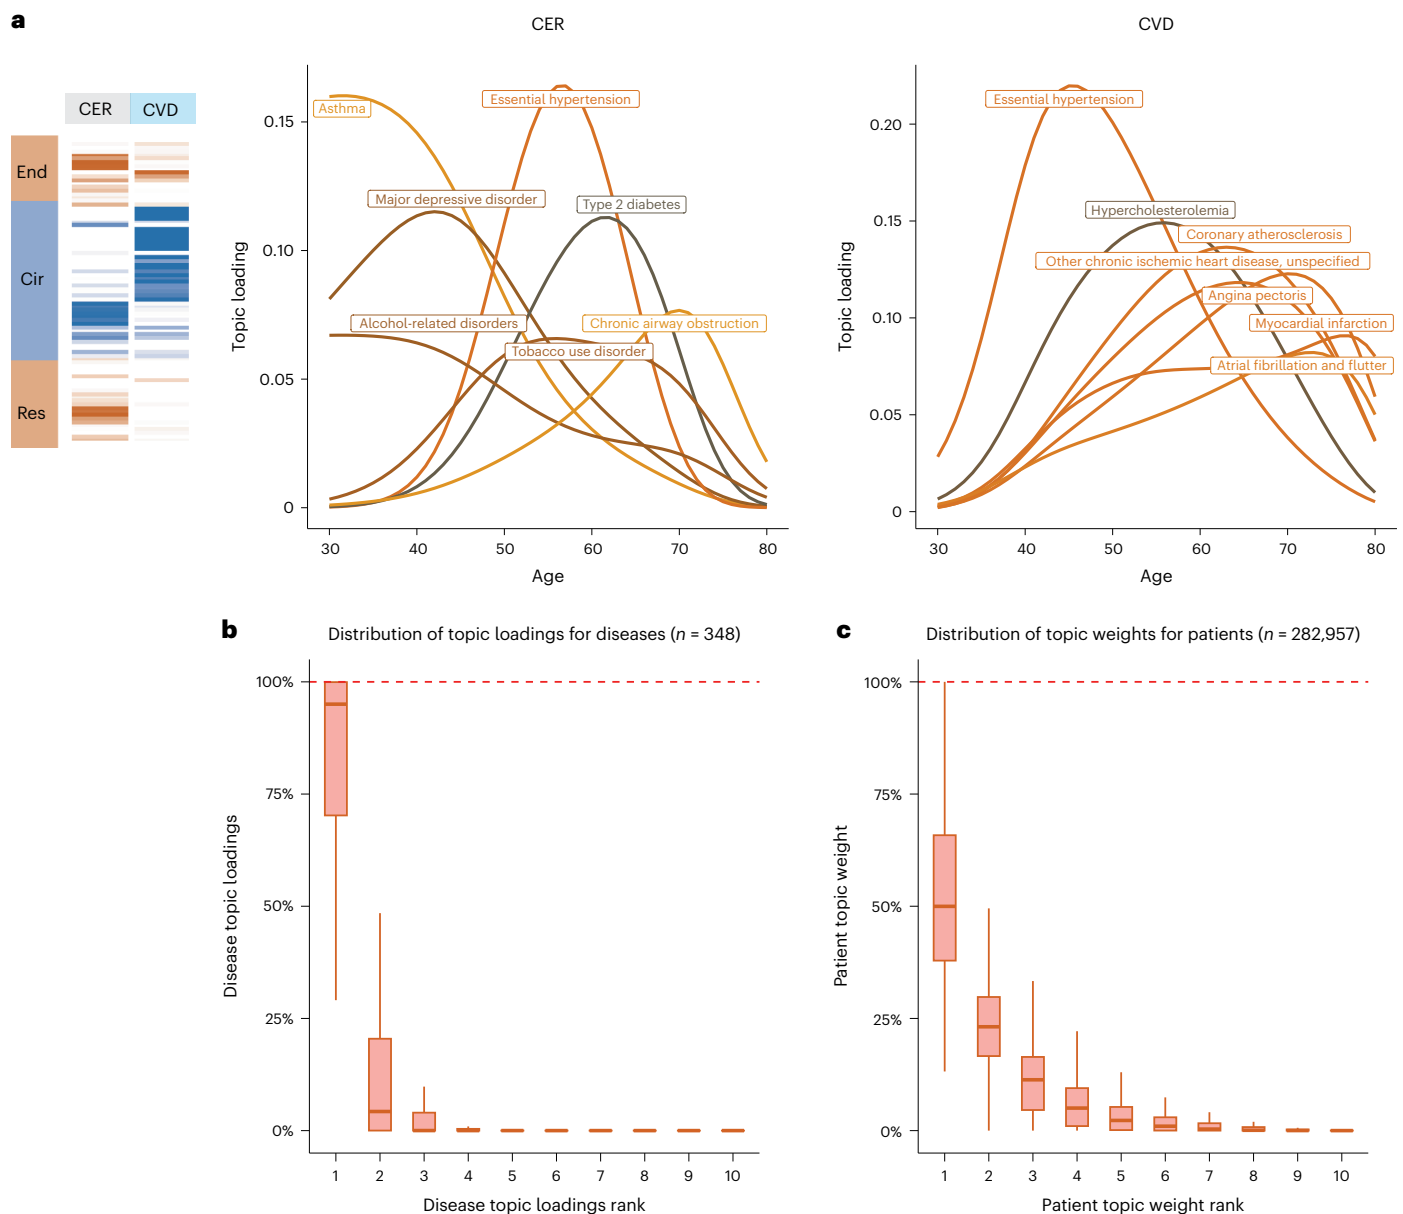 a
CER
CVD
End
Cir
Res
CER
Topic loading
0.15
0.10
0.05
0
Asthma
Essential hypertension
Major depressive disorder
Type 2 diabetes
Alcohol-related disorders
Chronic airway obstruction
Tobacco use disorder
30 40 50 60 70 80
Age
CVD
Topic loading
0.20
0.15
0.10
0.05
0
Essential hypertension
Hypercholesterolemia
Coronary atherosclerosis
Other chronic ischemic heart disease, unspecified
Angina pectoris
Myocardial infarction
Atrial fibrillation and flutter
30 40 50 60 70 80
Age
b
Distribution of topic loadings for diseases (n = 348)
Disease topic loadings
100%
75%
50%
25%
0%
1 2 3 4 5 6 7 8 9 10
Disease topic loadings rank
c
Distribution of topic weights for patients (n = 282,957)
Patient topic weight
100%
75%
50%
25%
0%
1 2 3 4 5 6 7 8 9 10
Patient topic weight rank